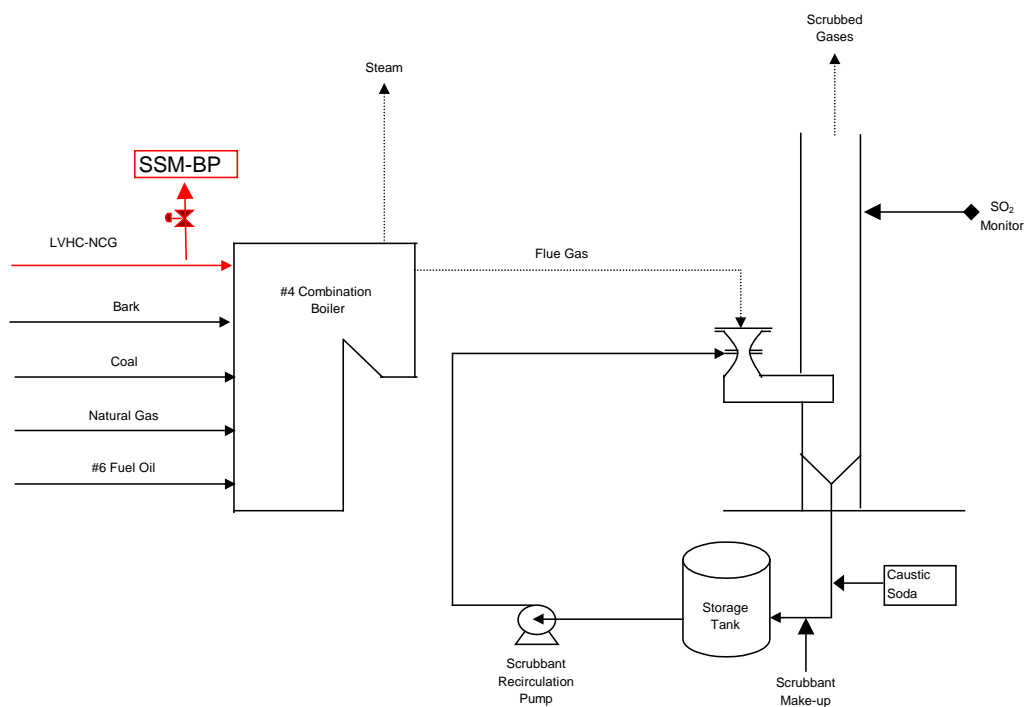 Scrubbed
Gases
Steam
SSM-BP
SO₂
Monitor
LVHC-NCG
Flue Gas
#4 Combination
Boiler
Bark
Coal
Natural Gas
#6 Fuel Oil
Caustic
Soda
Storage
Tank
Scrubbant
Recirculation
Pump
Scrubbant
Make-up